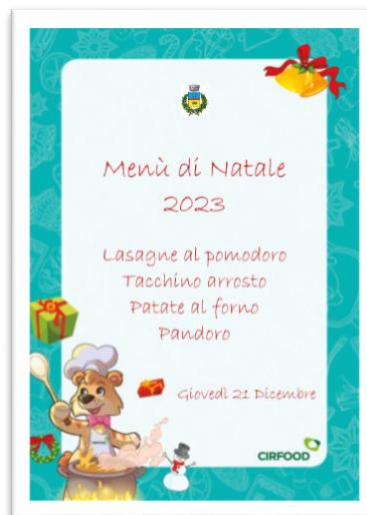 Menù di Natale
2023
Lasagne al pomodoro
Tacchino arrosto
Patate al forno
Pandoro
Giovedì 21 Dicembre
CIRFOOD